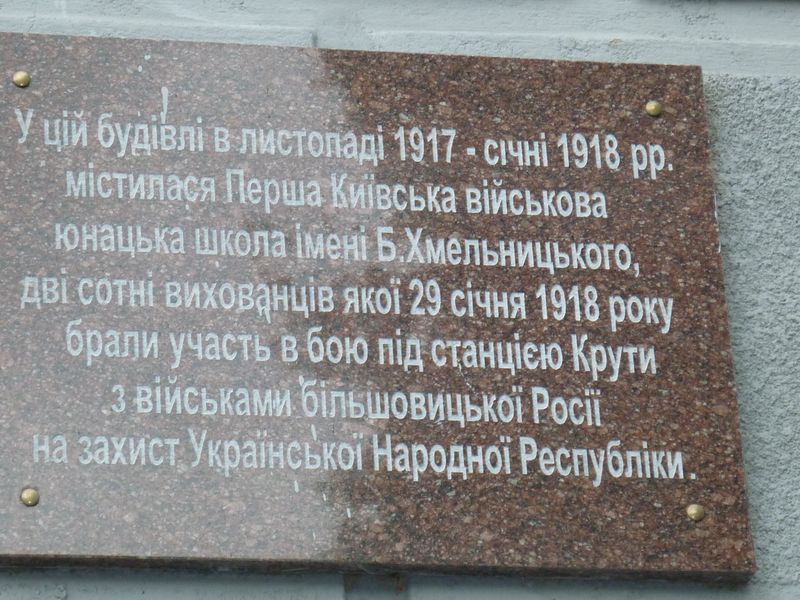 У цій будівлі в листопаді 1917 - січні 1918 рр.
містилася Перша Київська військова
юнацька школа імені Б.Хмельницького,
дві сотні вихованців якої 29 січня 1918 року
брали участь в бою під станцією Крути
з військами більшовицької Росії
на захист Української Народної Республіки.